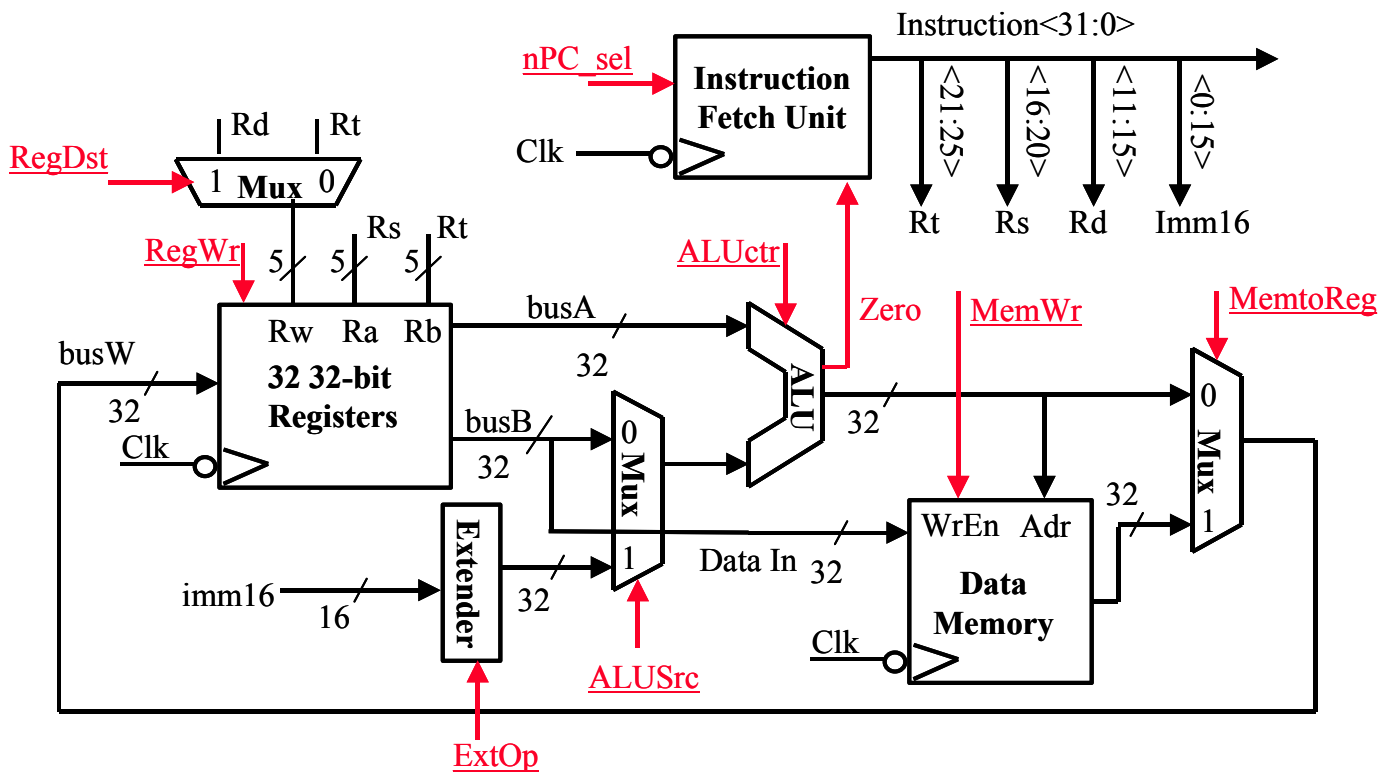 Instruction<31:0>
nPC_sel
Instruction
Fetch Unit
Clk
<21:25>
<16:20>
<11:15>
<0:15>
Rt
Rs
Rd
Imm16
Rd
Rt
RegDst
1
Mux
0
RegWr
5
5
5
Rs
Rt
ALUctr
Zero
MemWr
MemtoReg
busW
32
Rw
Ra
Rb
32 32-bit
Registers
Clk
busA
32
busB
32
0
Mux
1
ALU
32
0
Mux
1
imm16
16
Extender
32
Data In
32
WrEn
Adr
Data
Memory
Clk
32
ALUSrc
ExtOp